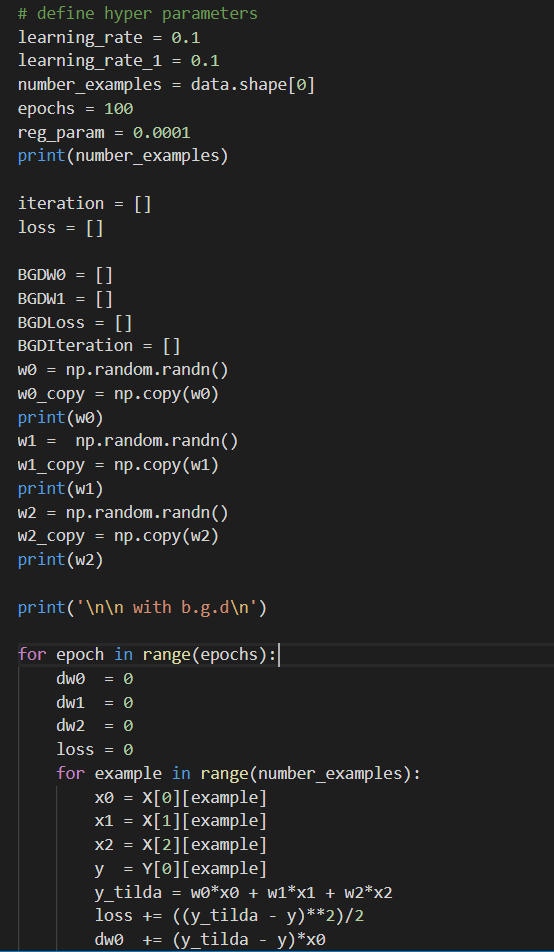 # define hyper parameters
learning_rate = 0.1
learning_rate_1 = 0.1
number_examples = data.shape[0]
epochs = 100
reg_param = 0.0001
print(number_examples)

iteration = []
loss = []

BGDW0 = []
BGDW1 = []
BGDLoss = []
BGDIteration = []
w0 = np.random.randn()
w0_copy = np.copy(w0)
print(w0)
w1 =  np.random.randn()
w1_copy = np.copy(w1)
print(w1)
w2 = np.random.randn()
w2_copy = np.copy(w2)
print(w2)

print('\n\n with b.g.d\n')

for epoch in range(epochs):
    dw0  = 0
    dw1  = 0
    dw2  = 0
    loss = 0
    for example in range(number_examples):
        x0 = X[0][example]
        x1 = X[1][example]
        x2 = X[2][example]
        y  = Y[0][example]
        y_tilda = w0*x0 + w1*x1 + w2*x2
        loss += ((y_tilda - y)**2)/2
        dw0  += (y_tilda - y)*x0